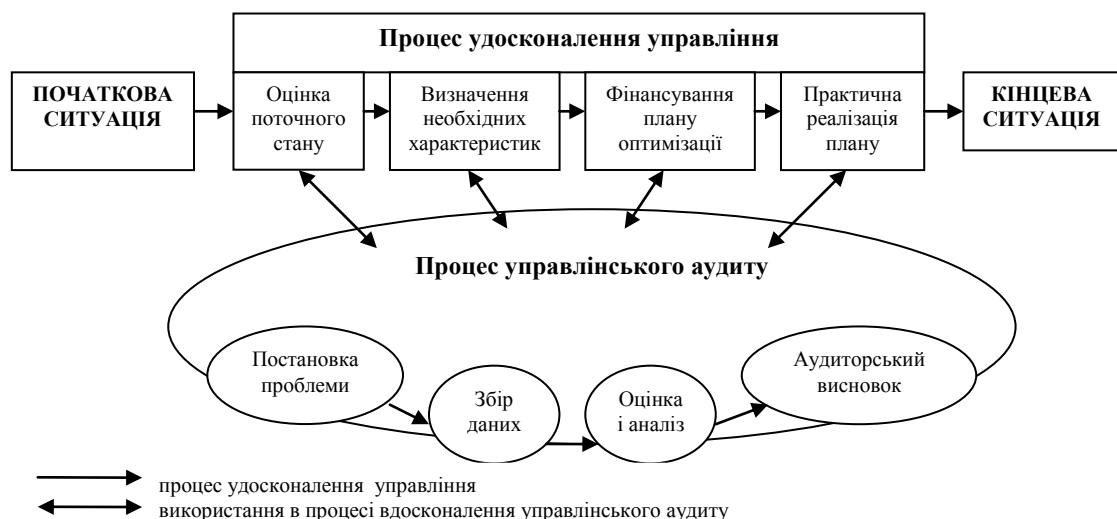 Процес удосконалення управління
ПОЧАТКОВА
СИТУАЦІЯ
Оцінка
поточного
стану
Визначення
необхідних
характеристик
Фінансування
плану
оптимізації
Практична
реалізація
плану
КІНЦЕВА
СИТУАЦІЯ
Процес управлінського аудиту
Постановка
проблеми
Збір
даних
Оцінка
і аналіз
Аудиторський
висновок
процес удосконалення управління
використання в процесі вдосконалення управлінського аудиту